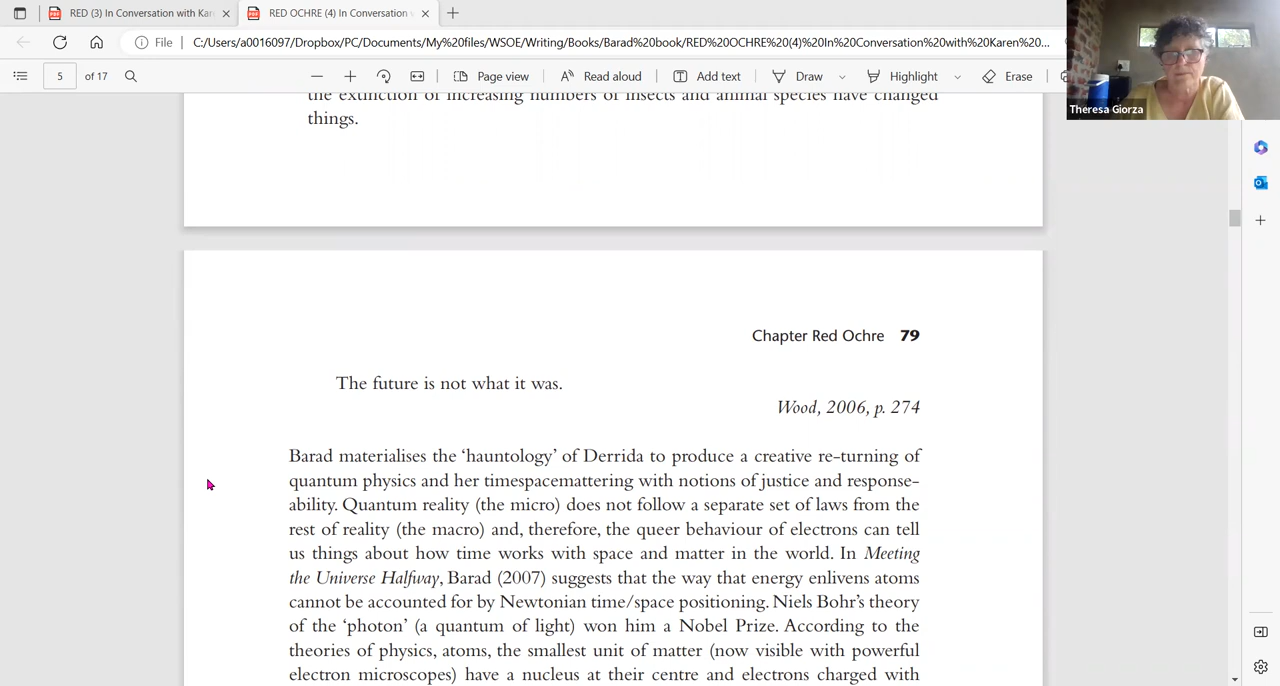 RED (3) In Conversation with Kar
RED OCHRE (4) In Conversation
File
C:/Users/a0016097/Dropbox/PC/Documents/My%20files/WSOE/Writing/Books/Barad%20book/RED%20OCHRE%20(4)%20In%20Conversation%20with%20Karen%20...
5 of 17
Page view
Read aloud
Add text
Draw
Highlight
Erase
Theresa Giorza
the extinction of increasing numbers of insects and animal species have changed
things.
Chapter Red Ochre 79
The future is not what it was.
Wood, 2006, p. 274
Barad materialises the ‘hauntology’ of Derrida to produce a creative re-turning of
quantum physics and her timespacemattering with notions of justice and response-
ability. Quantum reality (the micro) does not follow a separate set of laws from the
rest of reality (the macro) and, therefore, the queer behaviour of electrons can tell
us things about how time works with space and matter in the world. In Meeting
the Universe Halfway, Barad (2007) suggests that the way that energy enlivens atoms
cannot be accounted for by Newtonian time/space positioning. Niels Bohr’s theory
of the ‘photon’ (a quantum of light) won him a Nobel Prize. According to the
theories of physics, atoms, the smallest unit of matter (now visible with powerful
electron microscopes) have a nucleus at their centre and electrons charged with